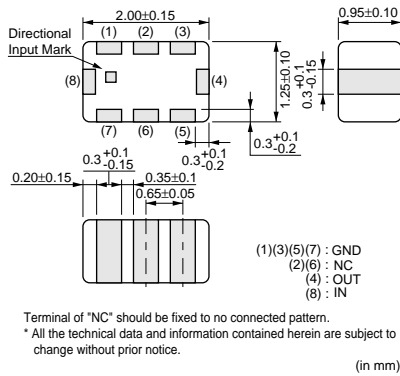 2.00±0.15
0.95±0.10
Directional
Input Mark
(1) (2) (3)
(8)
(4)
(7) (6) (5)
1.25±0.10
0.3 +0.1 -0.15
0.3 +0.1 -0.2
0.3 +0.1 -0.2
0.3 +0.1 -0.15
0.20±0.15
0.35±0.1
0.65±0.05
(1)(3)(5)(7) : GND
(2)(6) : NC
(4) : OUT
(8) : IN
Terminal of "NC" should be fixed to no connected pattern.
* All the technical data and information contained herein are subject to
change without prior notice.
(in mm)